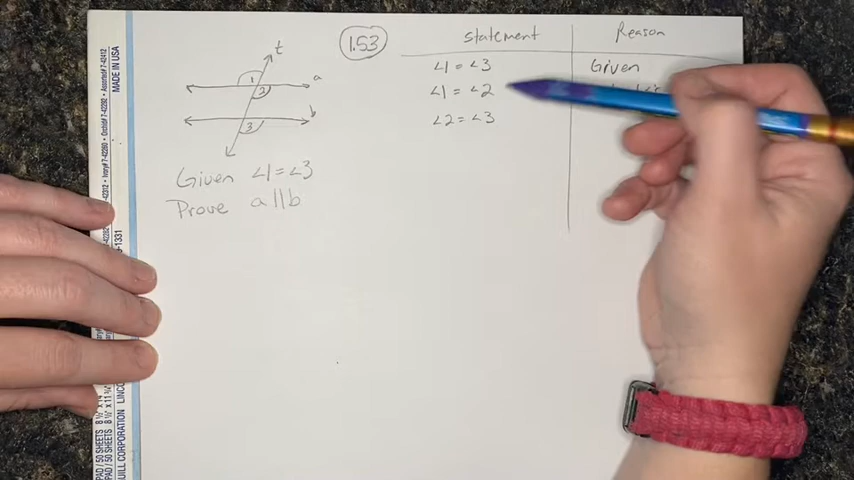 1.53
statement Reason
∠1 = ∠3 Given
∠1 = ∠2
∠2 = ∠3
t
a
b
1
2
3
Given ∠1 = ∠3
Prove a || b
MADE IN USA